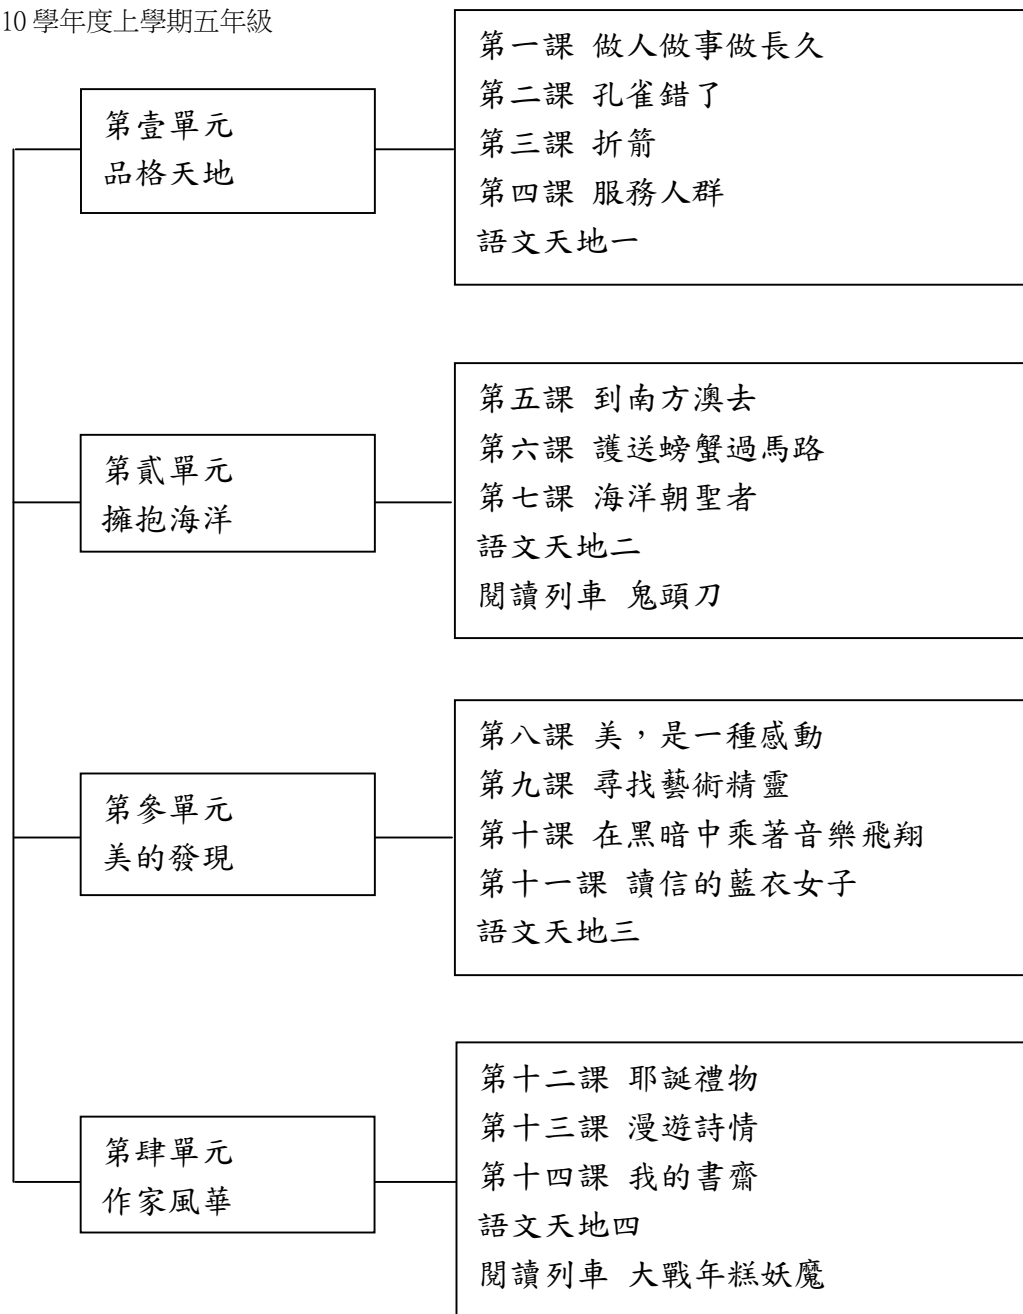 10 學年度上學期五年級
第壹單元
品格天地
第一課 做人做事做長久
第二課 孔雀錯了
第三課 折箭
第四課 服務人群
語文天地一
第貳單元
擁抱海洋
第五課 到南方澳去
第六課 護送螃蟹過馬路
第七課 海洋朝聖者
語文天地二
閱讀列車 鬼頭刀
第參單元
美的發現
第八課 美，是一種感動
第九課 尋找藝術精靈
第十課 在黑暗中乘著音樂飛翔
第十一課 讀信的藍衣女子
語文天地三
第肆單元
作家風華
第十二課 耶誕禮物
第十三課 漫遊詩情
第十四課 我的書齋
語文天地四
閱讀列車 大戰年糕妖魔